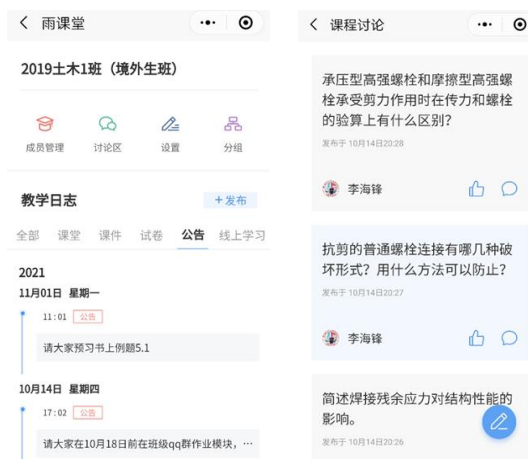 雨课堂
2019土木1班（境外生班）
成员管理 讨论区 设置 分组
教学日志
+发布
全部 课堂 课件 试卷 公告 线上学习
2021
11月01日 星期一
11:01 公告
请大家预习书上例题5.1
10月14日 星期四
17:02 公告
请大家在10月18日前在班级qq群作业模块，…
课程讨论
承压型高强螺栓和摩擦型高强螺
栓承受剪力作用时在传力和螺栓
的验算上有什么区别？
发布于 10月14日20:28
李海锋
抗剪的普通螺栓连接有哪几种破
坏形式？用什么方法可以防止？
发布于 10月14日20:27
李海锋
简述焊接残余应力对结构性能的
影响。
发布于 10月14日20:26